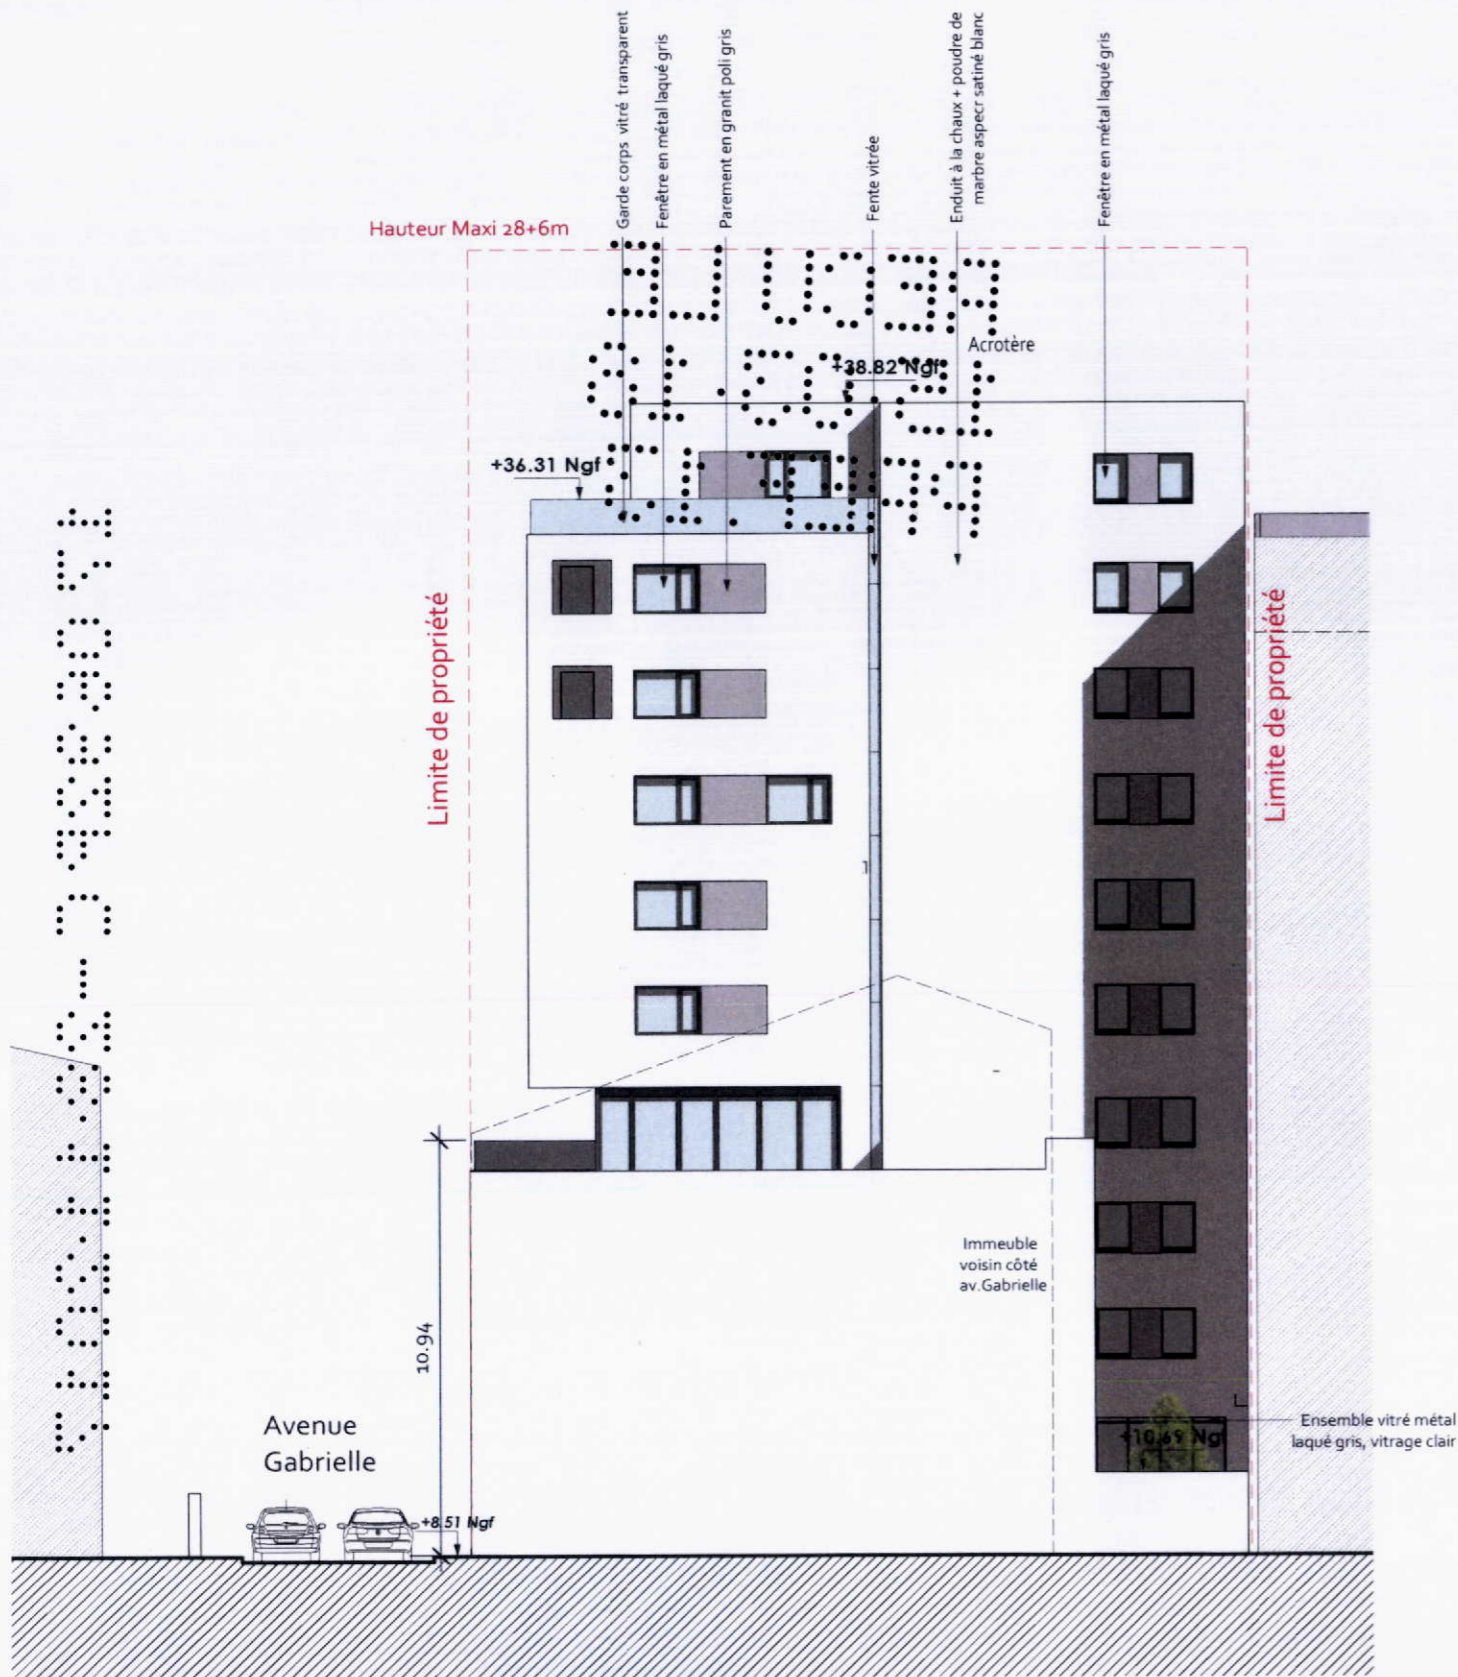 Garde corps vitré transparent
Fenêtre en métal laqué gris
Parement en granit poli gris
Fente vitrée
Enduit à la chaux + poudre de
marbre aspecr satiné blanc
Fenêtre en métal laqué gris
Hauteur Maxi 28+6m
Acrotère
+38.82 Ngf
+36.31 Ngf
Limite de propriété
Limite de propriété
Immeuble
voisin côté
av.Gabrielle
10.94
Avenue
Gabrielle
+10.69 Ngf
Ensemble vitré métal
laqué gris, vitrage clair
+8.51 Ngf